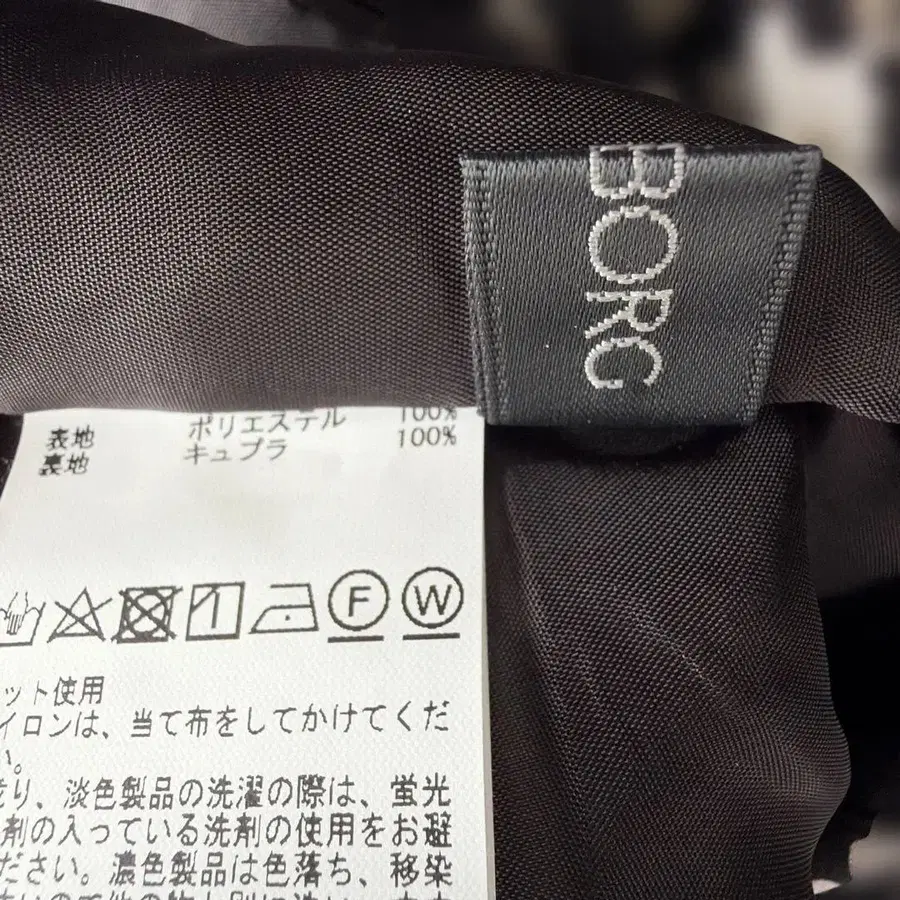 BORG
表地 ポリエステル 100%
裏地 キュプラ 100%
F W
ット使用
イロンは、当て布をしてかけてくだ
い。
り、淡色製品の洗濯の際は、蛍光
剤の入っている洗剤の使用をお避
ださい。濃色製品は色落ち、移染